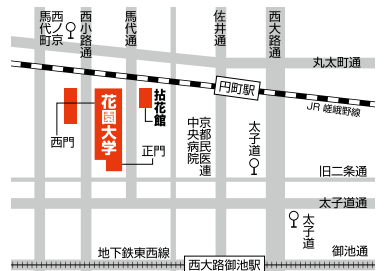 西ノ京
馬代町
西小路通
馬代通
佐井通
西大路通
丸太町通
円町駅
JR 嵯峨野線
花園大学
拈花館
西門
正門
京都民医連
中央病院
太子道
旧二条通
太子道通
太子道
御池通
地下鉄東西線
西大路御池駅